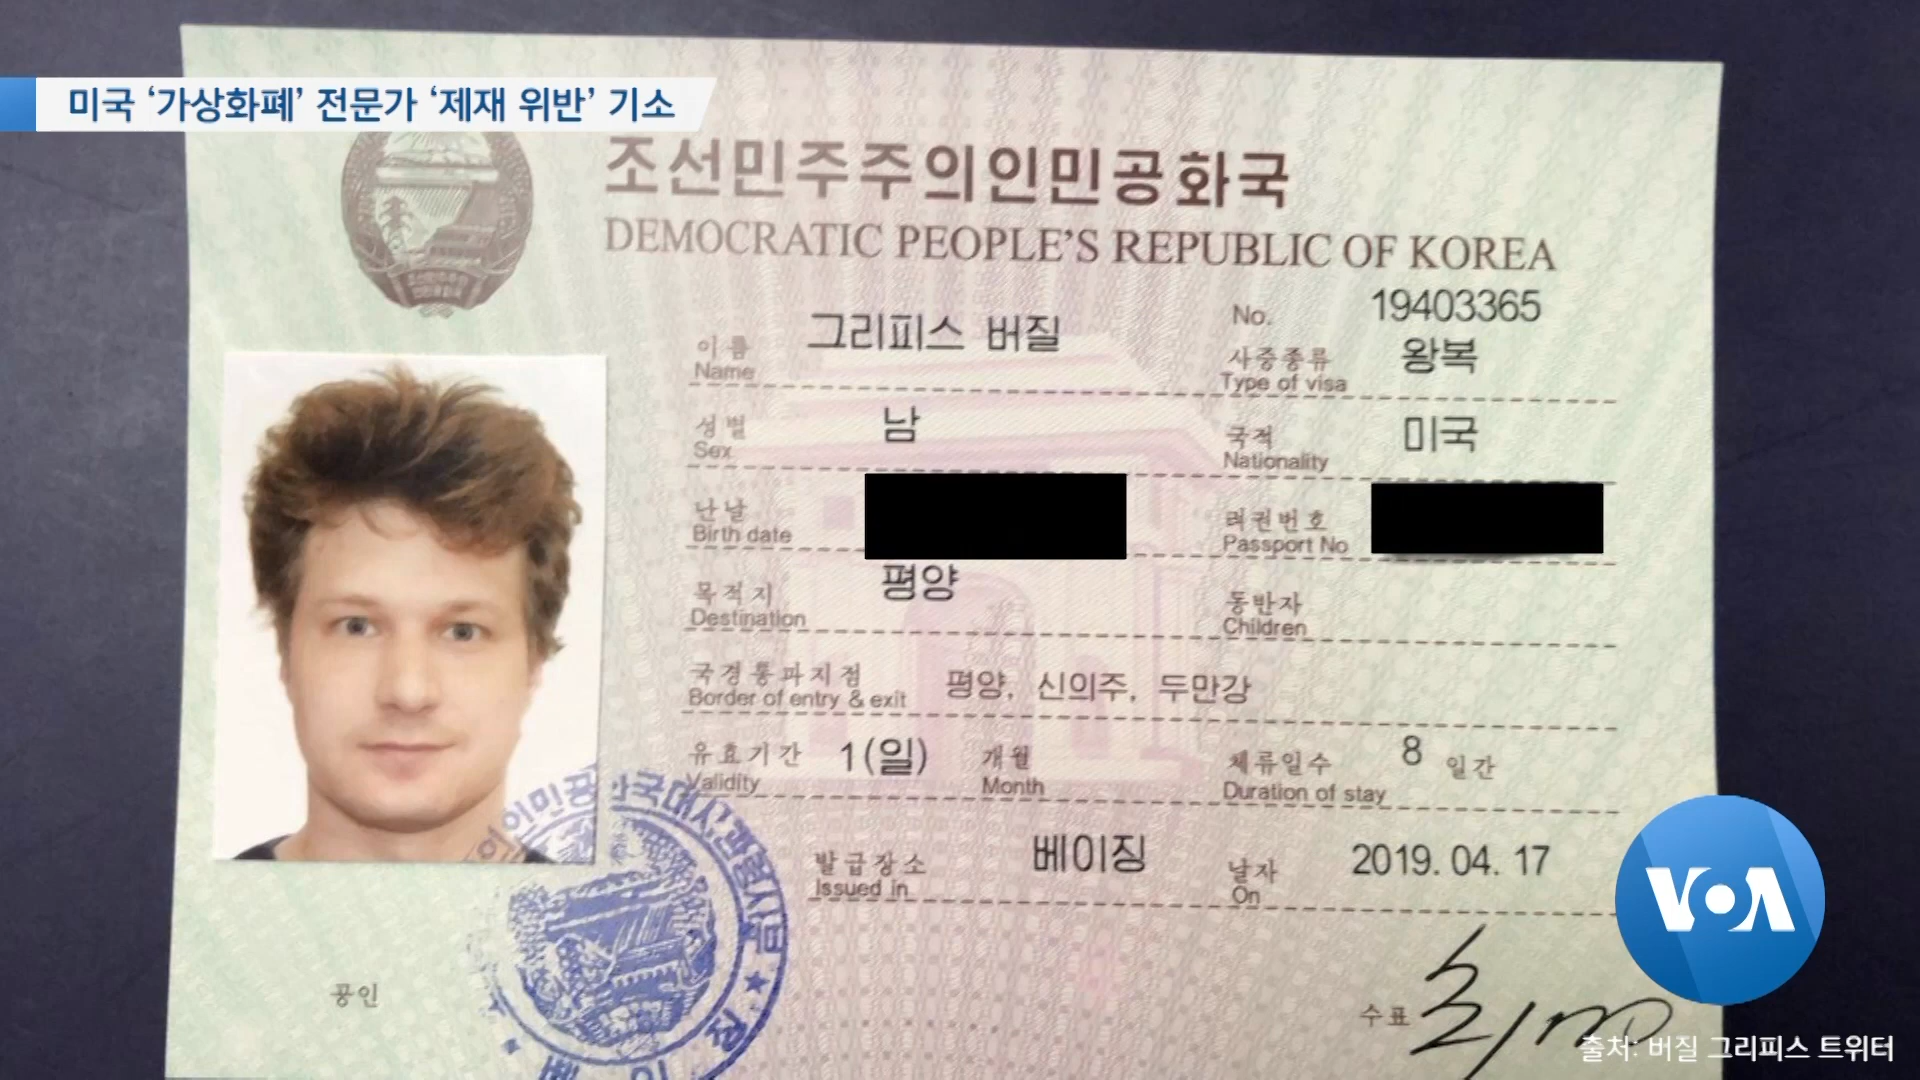 미국 ‘가상화폐’ 전문가 ‘제재 위반’ 기소
조선민주주의인민공화국
DEMOCRATIC PEOPLE'S REPUBLIC OF KOREA
No. 19403365
이름 그리피스 버질
Name
사증종류 왕복
Type of visa
성별 남
Sex
국적 미국
Nationality
난날
Birth date
려권번호
Passport No
목적지 평양
Destination
동반자
Children
국경통과지점 평양, 신의주, 두만강
Border of entry & exit
유효기간 1(일) 개월
Validity Month
체류일수 8 일간
Duration of stay
발급장소 베이징
Issued in
날자 2019. 04. 17
On
공인
수표
VOA
출처: 버질 그리피스 트위터